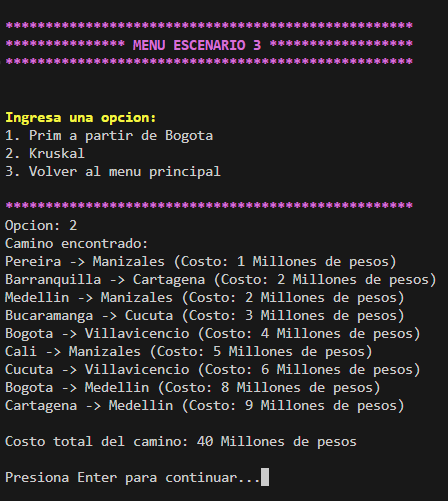 **************************************************
*************** MENU ESCENARIO 3 *****************
**************************************************
Ingresa una opcion:
1. Prim a partir de Bogota
2. Kruskal
3. Volver al menu principal
**************************************************
Opcion: 2
Camino encontrado:
Pereira -> Manizales (Costo: 1 Millones de pesos)
Barranquilla -> Cartagena (Costo: 2 Millones de pesos)
Medellin -> Manizales (Costo: 2 Millones de pesos)
Bucaramanga -> Cucuta (Costo: 3 Millones de pesos)
Bogota -> Villavicencio (Costo: 4 Millones de pesos)
Cali -> Manizales (Costo: 5 Millones de pesos)
Cucuta -> Villavicencio (Costo: 6 Millones de pesos)
Bogota -> Medellin (Costo: 8 Millones de pesos)
Cartagena -> Medellin (Costo: 9 Millones de pesos)
Costo total del camino: 40 Millones de pesos
Presiona Enter para continuar...